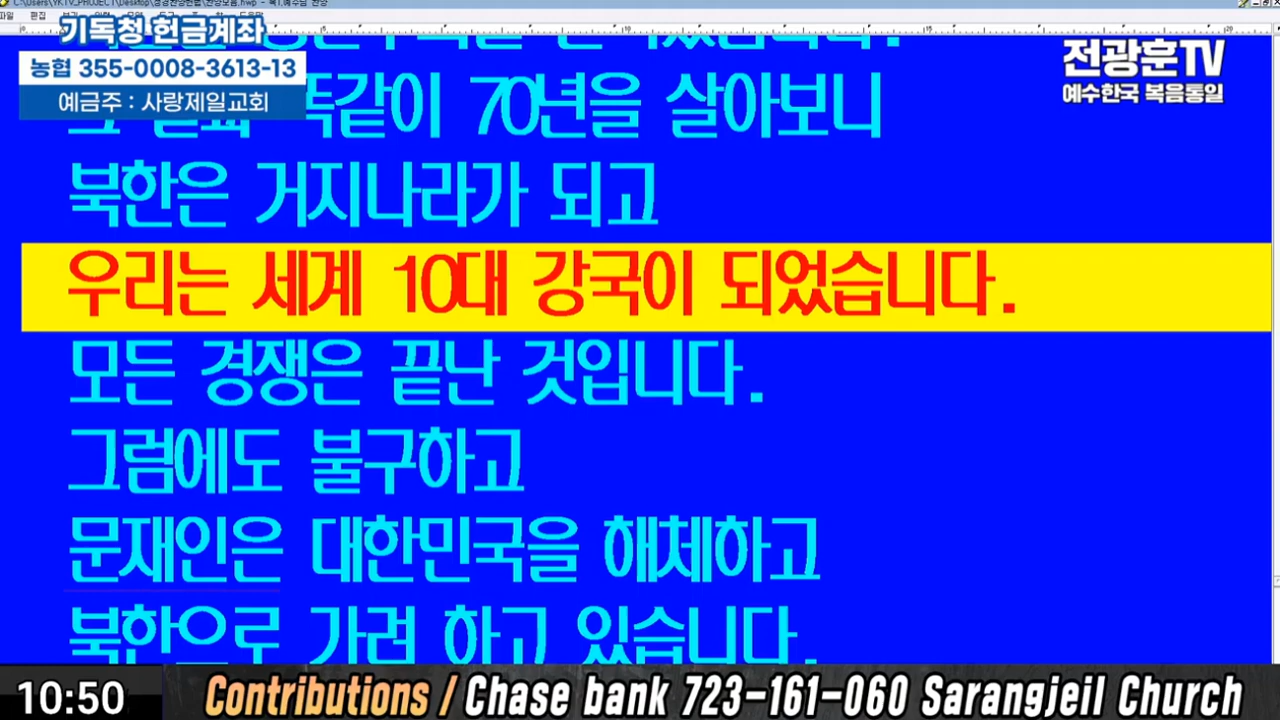 C:\Users\YKTV_PROJECT\Desktop\
기독청 헌금계좌
농협 355-0008-3613-13
예금주 : 사랑제일교회
전광훈TV
예수한국 복음통일
똑같이 70년을 살아보니
북한은 거지나라가 되고
우리는 세계 10대 강국이 되었습니다.
모든 경쟁은 끝난 것입니다.
그럼에도 불구하고
문재인은 대한민국을 해체하고
북한으로 가려 하고 있습니다.
10:50
Contributions / Chase bank 723-161-060 Sarangjeil Church